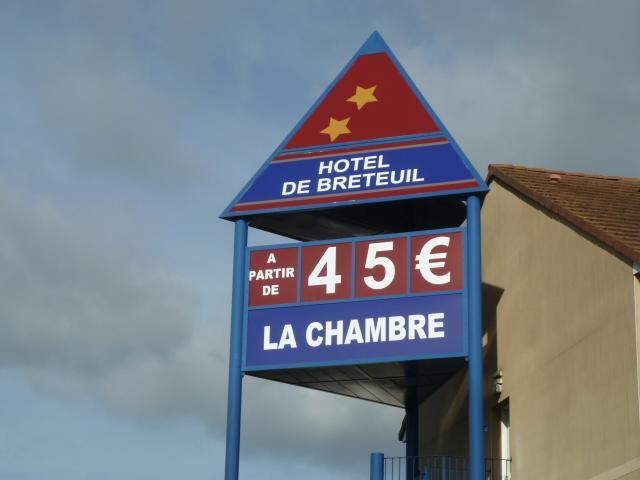 HOTEL
DE BRETEUIL
A
PARTIR
DE
45€
LA CHAMBRE